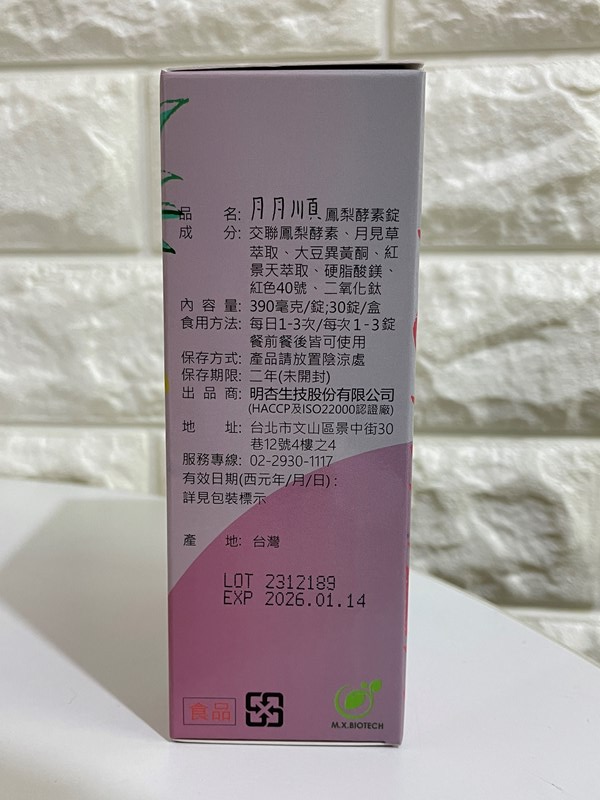 品名: 月月順鳳梨酵素錠
成分: 交聯鳳梨酵素、月見草
萃取、大豆異黃酮、紅
景天萃取、硬脂酸鎂、
紅色40號、二氧化鈦
內容量: 390毫克/錠;30錠/盒
食用方法: 每日1-3次/每次1-3錠
餐前餐後皆可使用
保存方式: 產品請放置陰涼處
保存期限: 二年(未開封)
出品商: 明杏生技股份有限公司
(HACCP及ISO22000認證廠)
地址: 台北市文山區景中街30
巷12號4樓之4
服務專線: 02-2930-1117
有效日期(西元年/月/日):
詳見包裝標示
產地: 台灣
LOT 2312189
EXP 2026.01.14
食品
M.X.BIOTECH